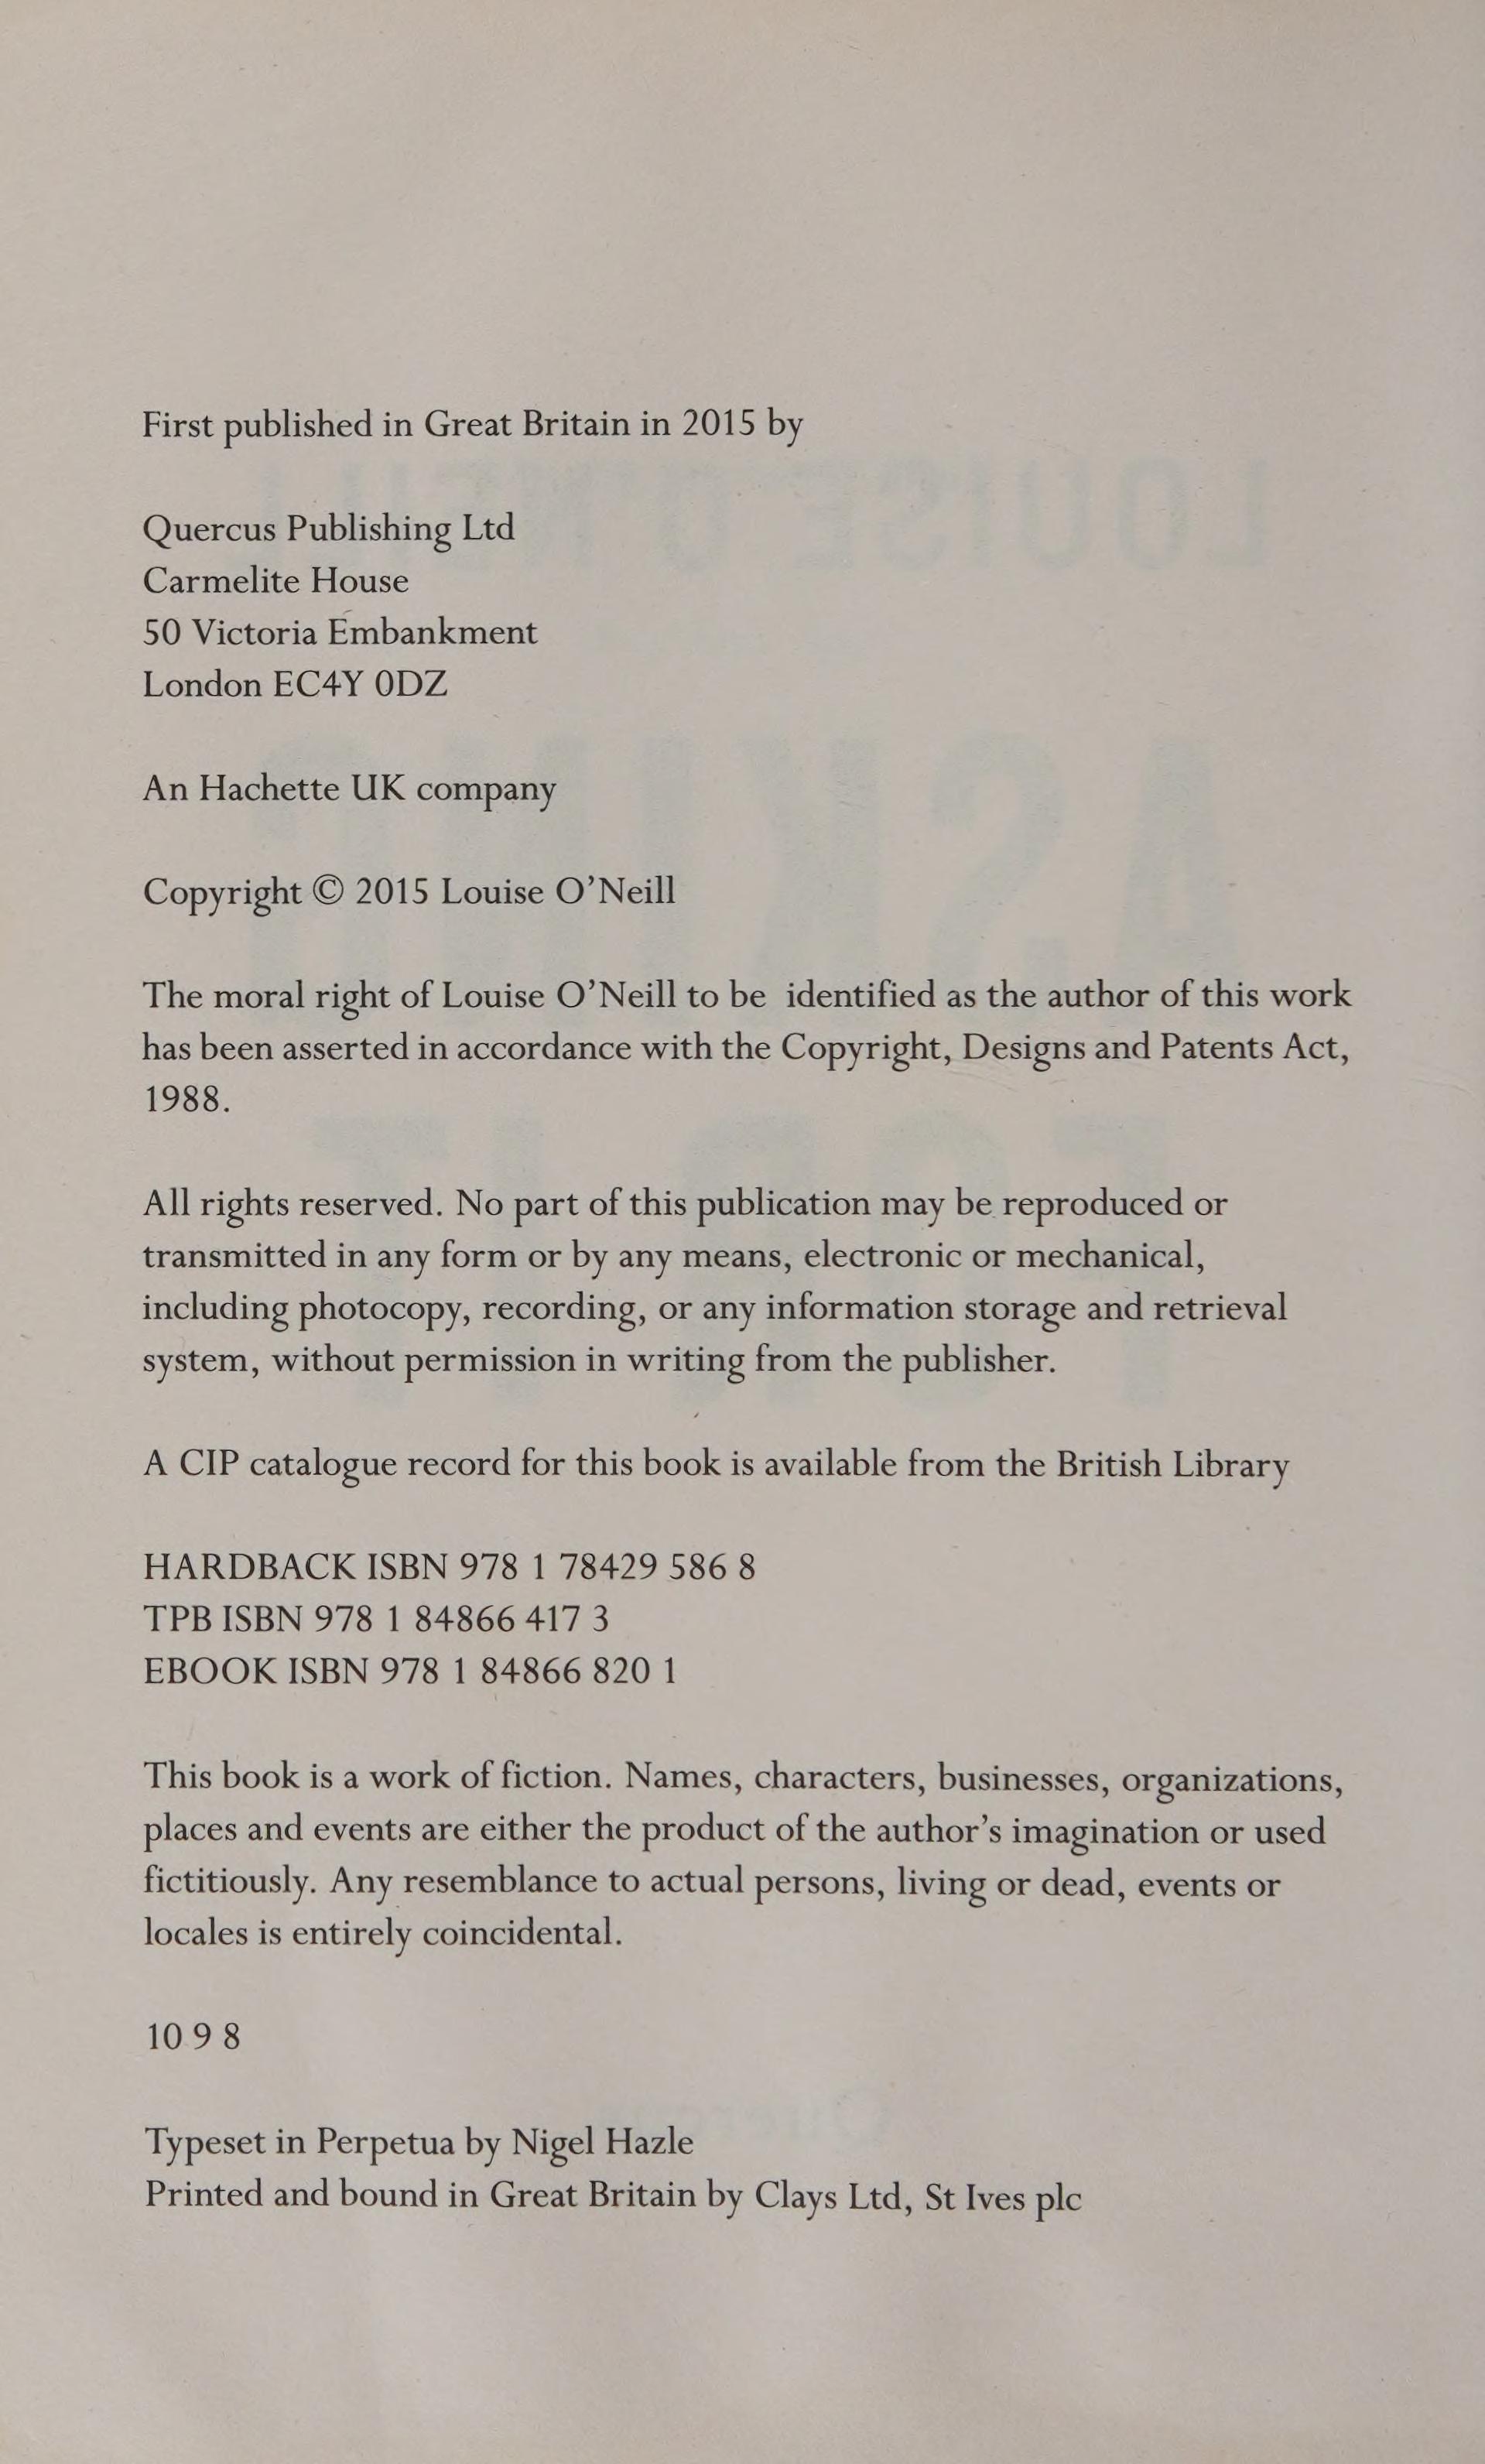 First published in Great Britain in 2015 by
Quercus Publishing Ltd
Carmelite House
50 Victoria Embankment
London EC4Y 0DZ
An Hachette UK company
Copyright © 2015 Louise O’Neill
The moral right of Louise O’Neill to be identified as the author of this work
has been asserted in accordance with the Copyright, Designs and Patents Act,
1988.
All rights reserved. No part of this publication may be reproduced or
transmitted in any form or by any means, electronic or mechanical,
including photocopy, recording, or any information storage and retrieval
system, without permission in writing from the publisher.
A CIP catalogue record for this book is available from the British Library
HARDBACK ISBN 978 1 78429 586 8
TPB ISBN 978 1 84866 417 3
EBOOK ISBN 978 1 84866 820 1
This book is a work of fiction. Names, characters, businesses, organizations,
places and events are either the product of the author’s imagination or used
fictitiously. Any resemblance to actual persons, living or dead, events or
locales is entirely coincidental.
10 9 8
Typeset in Perpetua by Nigel Hazle
Printed and bound in Great Britain by Clays Ltd, St Ives plc